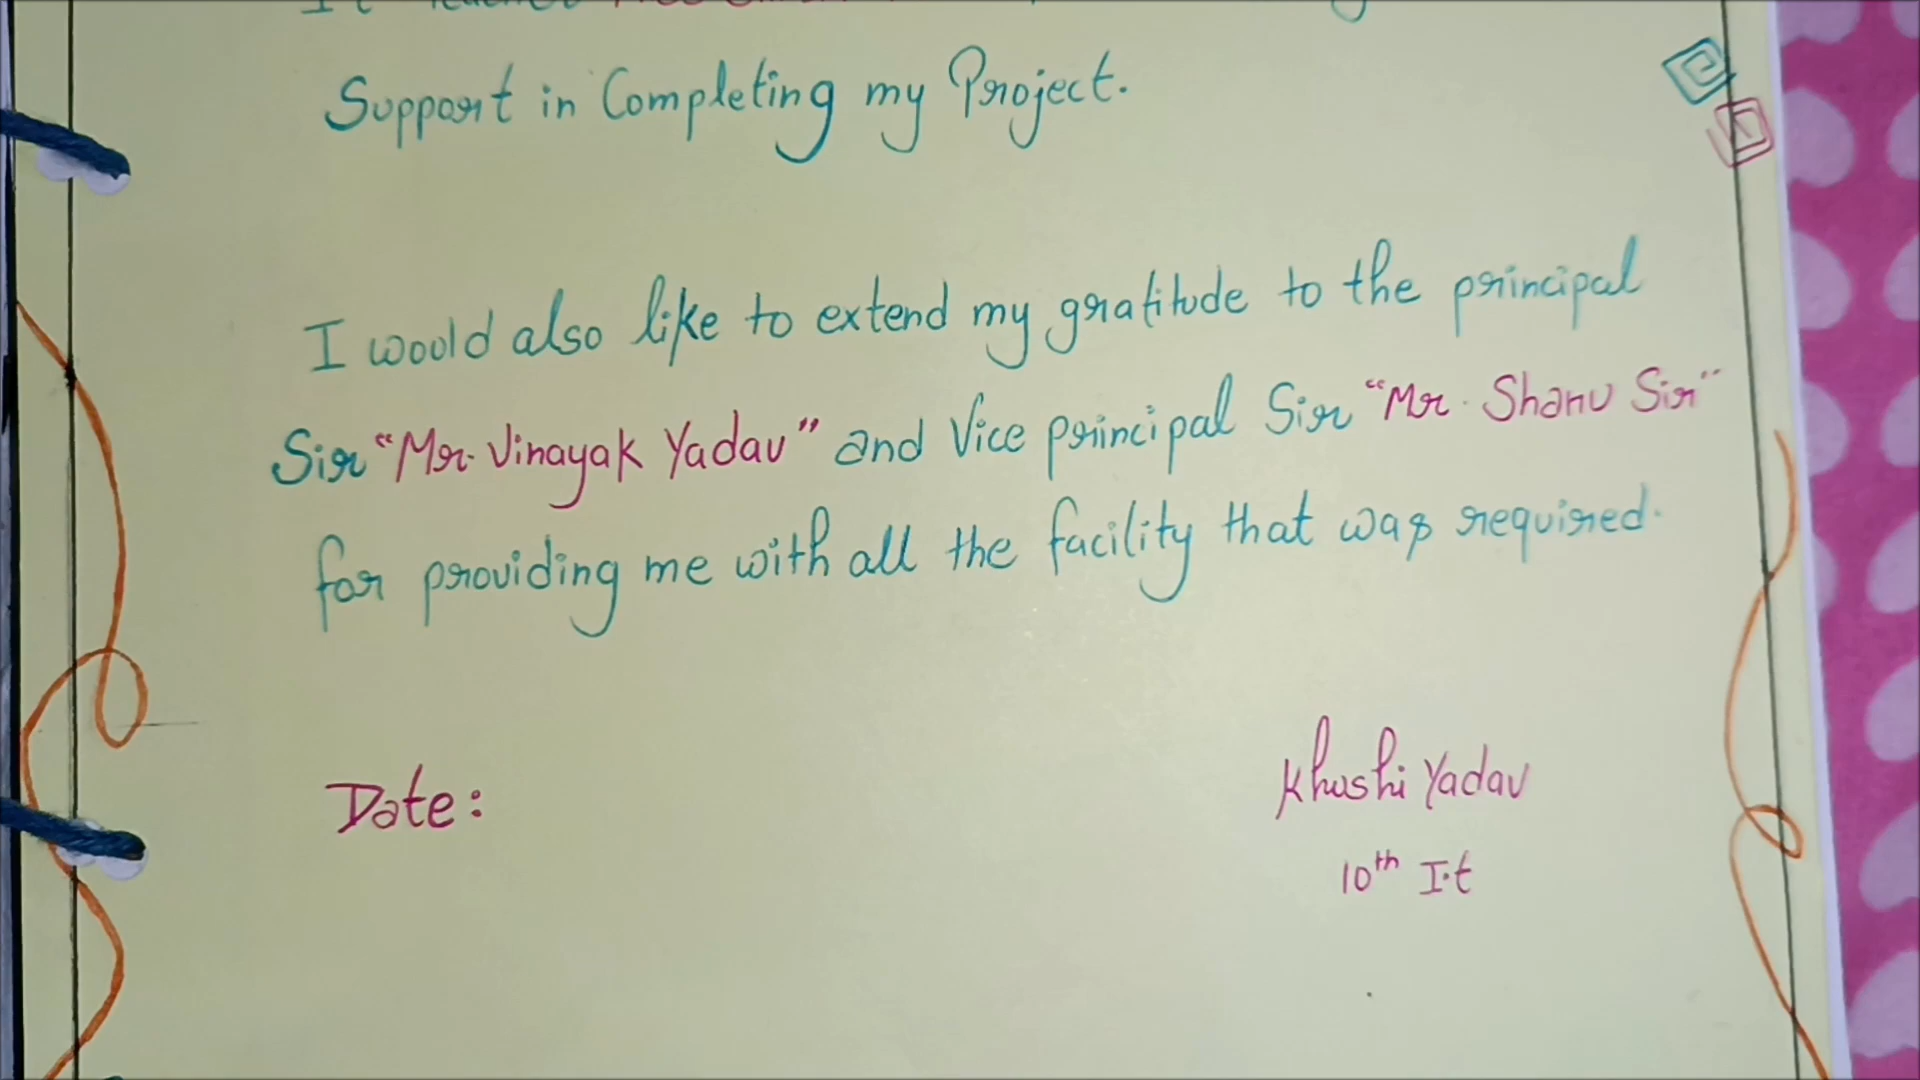 Support in Completing my Project.
I would also like to extend my gratitude to the principal
Sir "Mr. Vinayak Yadav" and Vice principal Sir "Mr. Shanu Sir"
for providing me with all the facility that was required.
Date:
Khushi Yadav
10th I.t